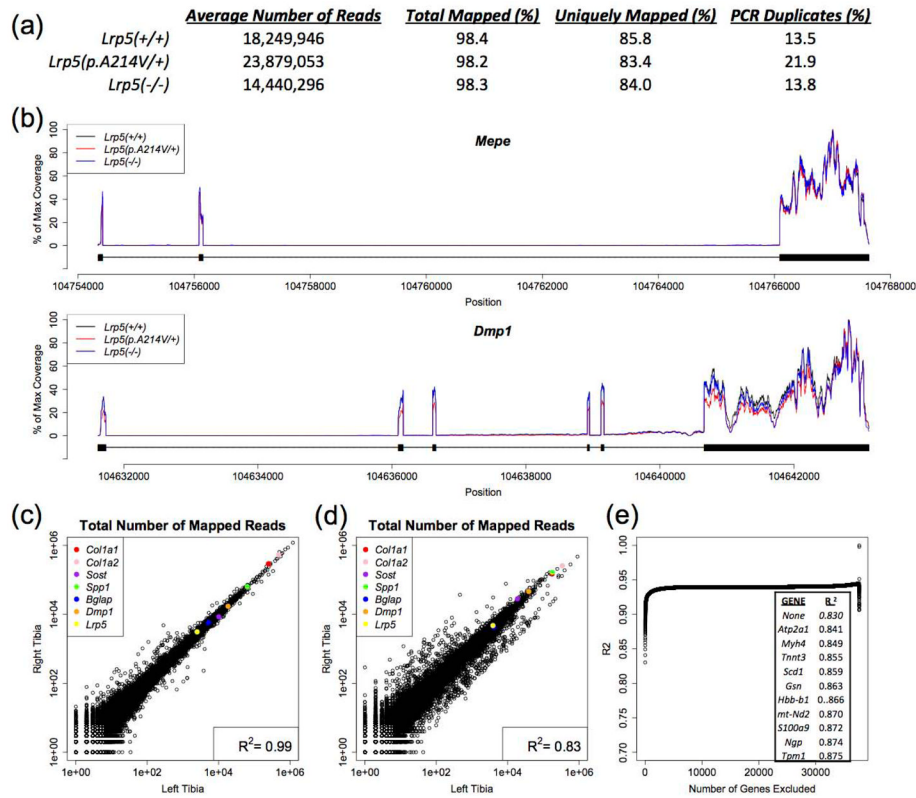 (a)
Average Number of Reads Total Mapped (%) Uniquely Mapped (%) PCR Duplicates (%)
Lrp5(+/+) 18,249,946 98.4 85.8 13.5
Lrp5(p.A214V/+) 23,879,053 98.2 83.4 21.9
Lrp5(-/-) 14,440,296 98.3 84.0 13.8
(b)
Mepe
Lrp5(+/+)
Lrp5(p.A214V/+)
Lrp5(-/-)
% of Max Coverage
100
80
60
40
20
0
104754000 104756000 104758000 104760000 104762000 104764000 104766000 104768000
Position
Dmp1
Lrp5(+/+)
Lrp5(p.A214V/+)
Lrp5(-/-)
% of Max Coverage
100
80
60
40
20
0
104632000 104634000 104636000 104638000 104640000 104642000
Position
(c)
Total Number of Mapped Reads
Col1a1
Col1a2
Sost
Spp1
Bglap
Dmp1
Lrp5
Right Tibia
1e+06
1e+04
1e+02
1e+00
R²= 0.99
1e+00 1e+02 1e+04 1e+06
Left Tibia
(d)
Total Number of Mapped Reads
Col1a1
Col1a2
Sost
Spp1
Bglap
Dmp1
Lrp5
Right Tibia
1e+06
1e+04
1e+02
1e+00
R²= 0.83
1e+00 1e+02 1e+04 1e+06
Left Tibia
(e)
R2
1.00
0.95
0.90
0.85
0.80
0.75
0.70
GENE R²
None 0.830
Atp2a1 0.841
Myh4 0.849
Tnnt3 0.855
Scd1 0.859
Gsn 0.863
Hbb-b1 0..866
mt-Nd2 0.870
S100a9 0.872
Ngp 0.874
Tpm1 0.875
0 10000 20000 30000
Number of Genes Excluded